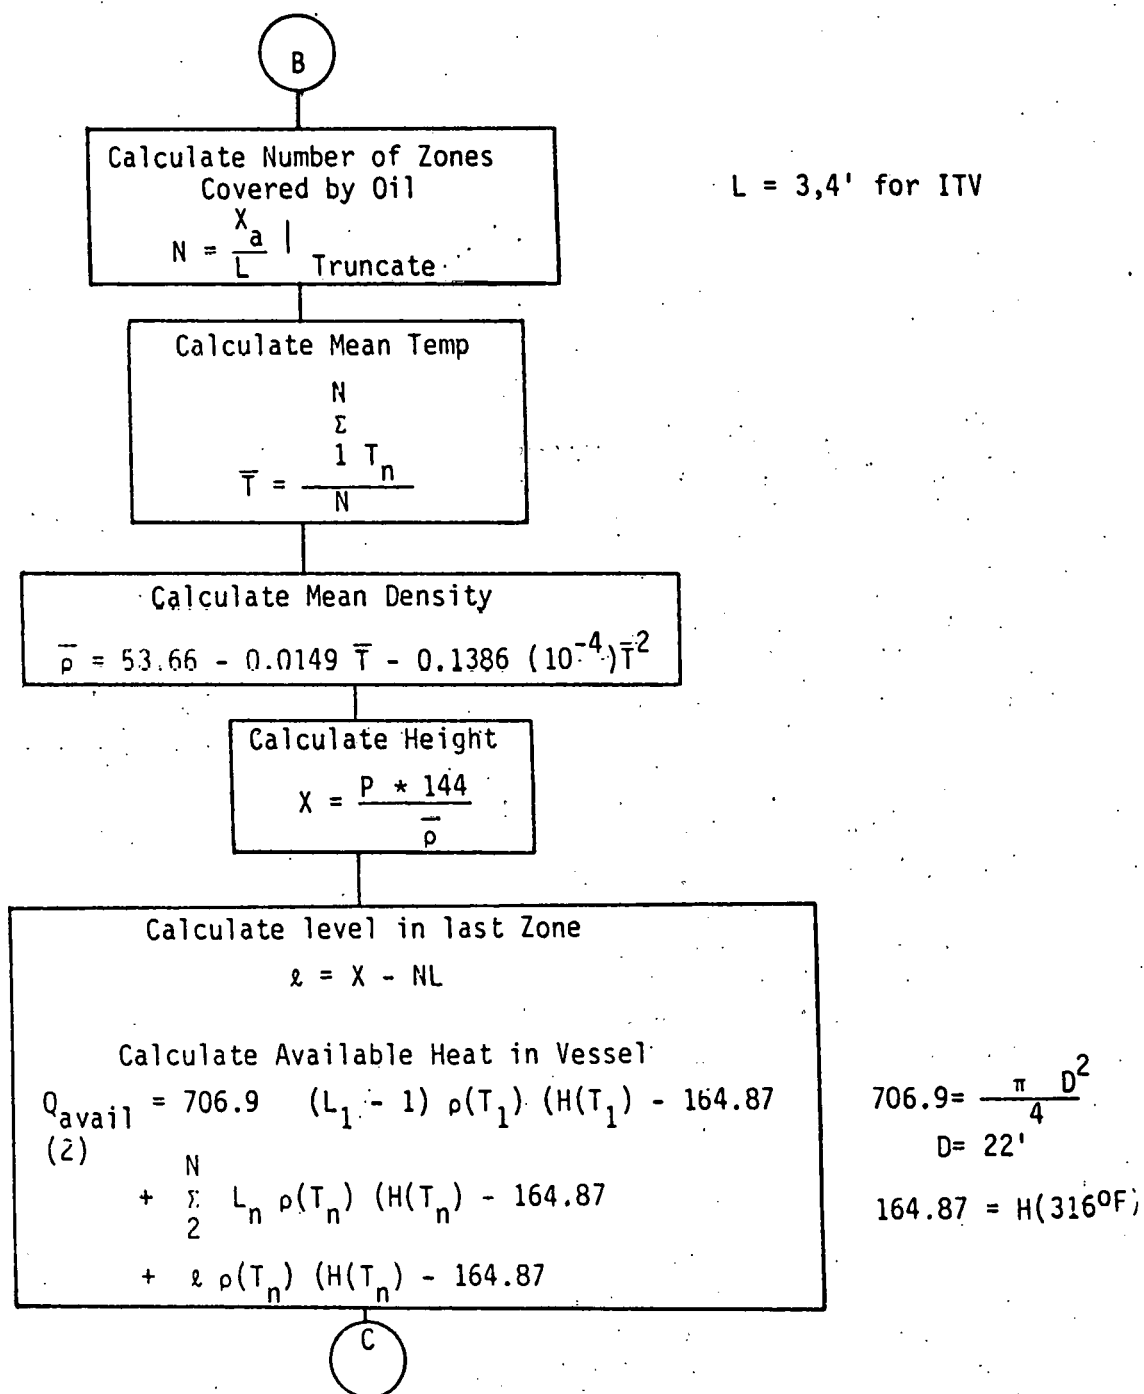 B
Calculate Number of Zones
Covered by Oil
L = 3,4' for ITV
N = X_a / L | Truncate
Calculate Mean Temp
N
Σ
1 T_n
T̅ = ―
N
Calculate Mean Density
ρ̅ = 53.66 - 0.0149 T̅ - 0.1386 (10^-4)T̅^2
Calculate Height
X = P * 144 / ρ̅
Calculate level in last Zone
ℓ = X - NL
Calculate Available Heat in Vessel
Q_avail = 706.9 (L_1 - 1) ρ(T_1) (H(T_1) - 164.87
(2)
706.9= π D^2 / 4
D= 22'
N
+ Σ L_n ρ(T_n) (H(T_n) - 164.87
2
164.87 = H(316ºF)
+ ℓ ρ(T_n) (H(T_n) - 164.87
C